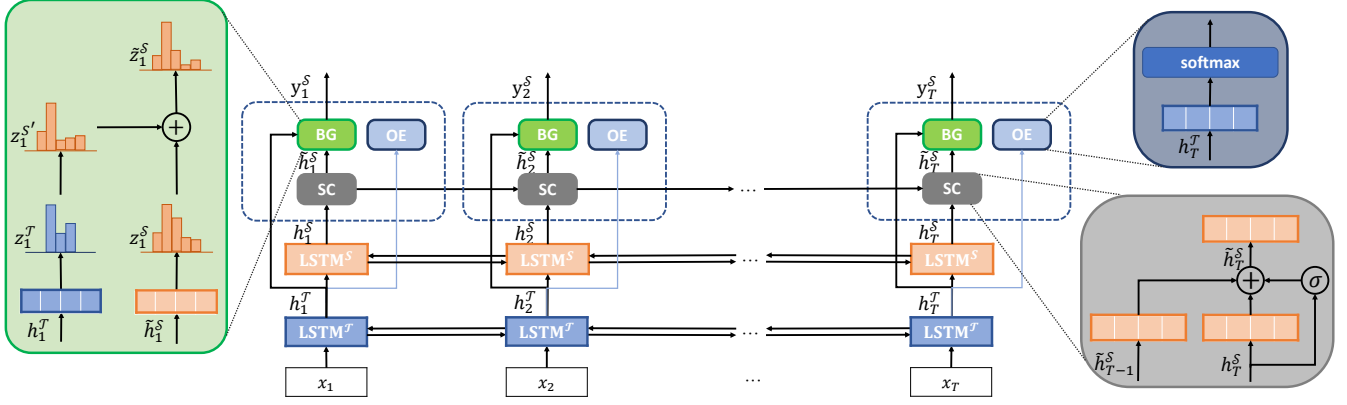 z̃₁^𝒮
z₁^𝒮′
z₁^𝒯
z₁^𝒮
h₁^𝒯
h̃₁^𝒮
y₁^𝒮
BG
OE
h̃₁^𝒮
SC
h₁^𝒮
LSTM^𝒮
h₁^𝒯
LSTM^𝒯
x₁
y₂^𝒮
BG
OE
h̃₂^𝒮
SC
h₂^𝒮
LSTM^𝒮
h₂^𝒯
LSTM^𝒯
x₂
...
...
...
...
y_T^𝒮
BG
OE
h̃_T^𝒮
SC
h_T^𝒮
LSTM^𝒮
h_T^𝒯
LSTM^𝒯
x_T
softmax
h_T^𝒯
h̃_T^𝒮
σ
h̃_{T−1}^𝒮
h_T^𝒮